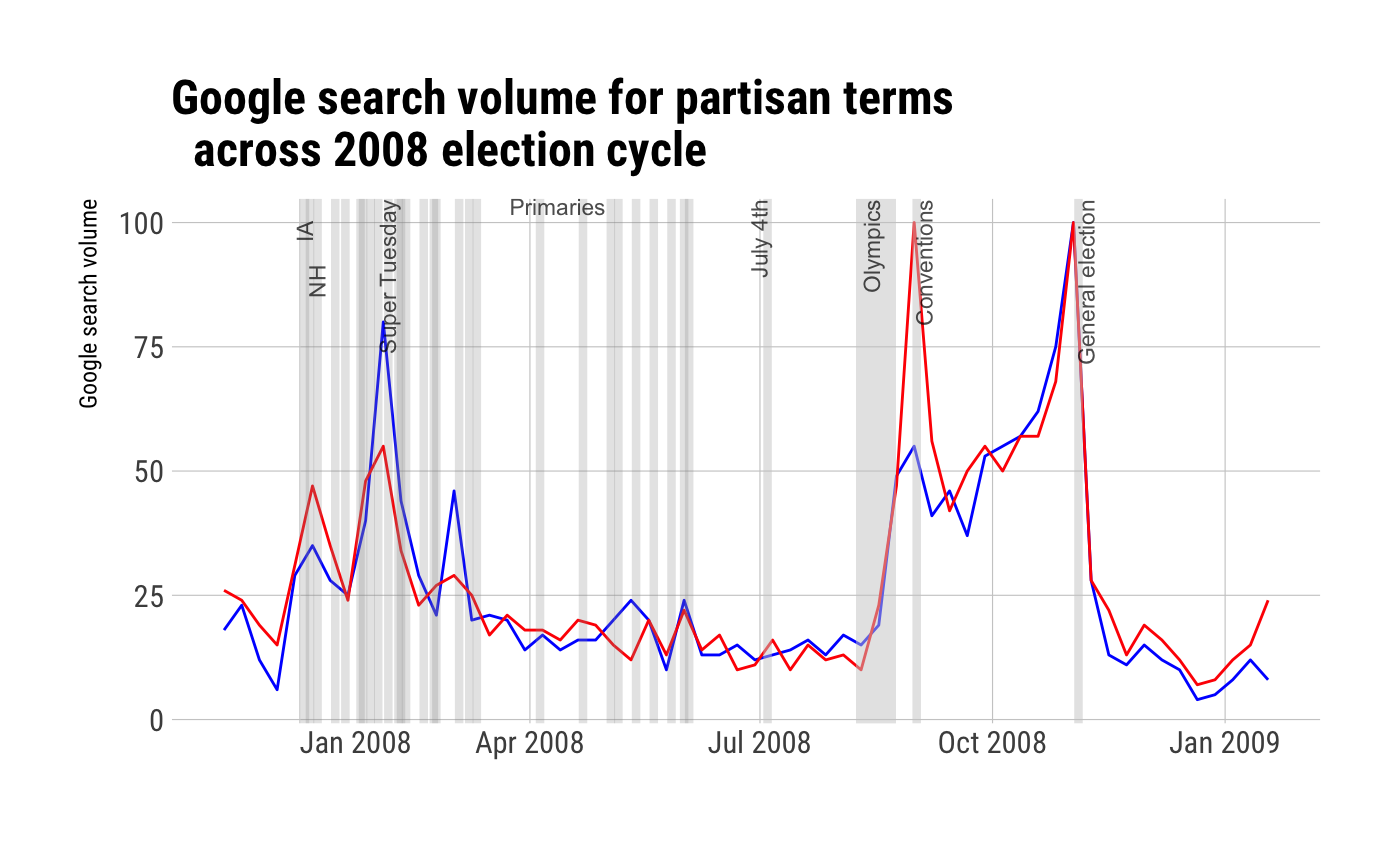 Google search volume for partisan terms
across 2008 election cycle
Google search volume
100
75
50
25
0
IA
NH
Super Tuesday
Primaries
July 4th
Olympics
Conventions
General election
Jan 2008
Apr 2008
Jul 2008
Oct 2008
Jan 2009